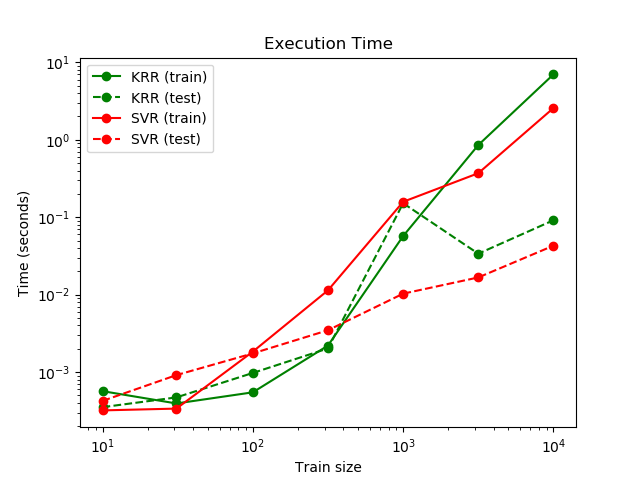 Execution Time
KRR (train)
KRR (test)
SVR (train)
SVR (test)
10¹
10⁰
10⁻¹
10⁻²
10⁻³
Time (seconds)
10¹
10²
10³
10⁴
Train size